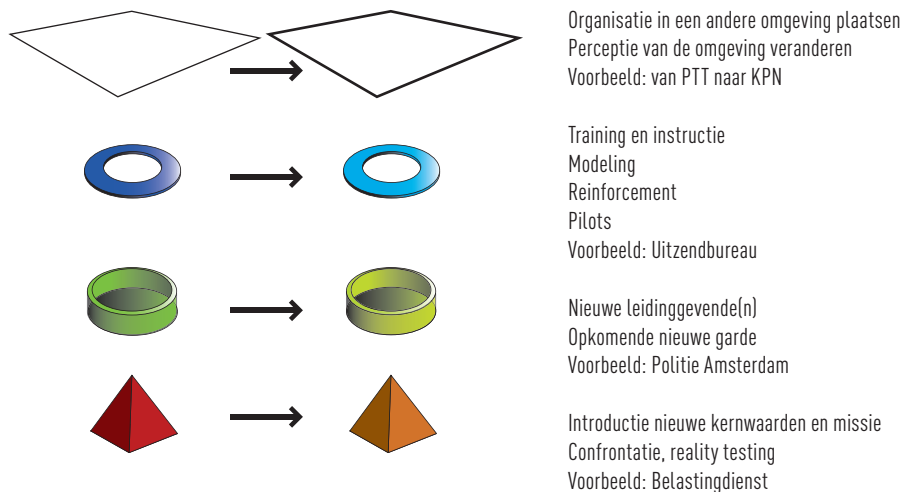 Organisatie in een andere omgeving plaatsen
Perceptie van de omgeving veranderen
Voorbeeld: van PTT naar KPN
Training en instructie
Modeling
Reinforcement
Pilots
Voorbeeld: Uitzendbureau
Nieuwe leidinggevende(n)
Opkomende nieuwe garde
Voorbeeld: Politie Amsterdam
Introductie nieuwe kernwaarden en missie
Confrontatie, reality testing
Voorbeeld: Belastingdienst